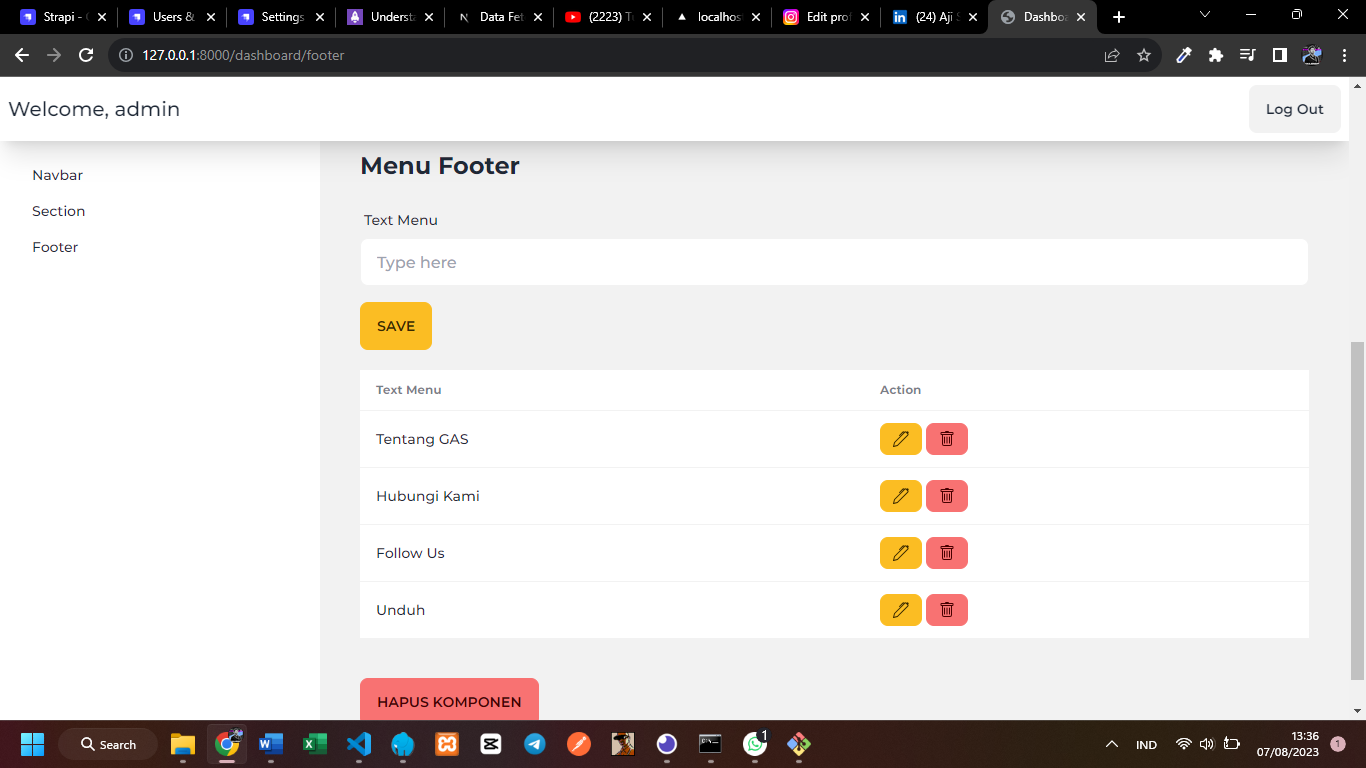 Strapi - C
Users &
Settings
Underst
Data Fet
(2223) T
localhos
Edit prof
(24) Aji S
Dashboa
127.0.0.1:8000/dashboard/footer
Welcome, admin
Log Out
Navbar
Section
Footer
Menu Footer
Text Menu
Type here
SAVE
Text Menu Action
Tentang GAS
Hubungi Kami
Follow Us
Unduh
HAPUS KOMPONEN
Search
1
IND
13:36
07/08/2023
1